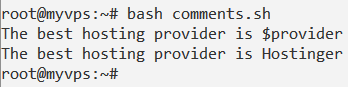 root@myvps:~# bash comments.sh
The best hosting provider is $provider
The best hosting provider is Hostinger
root@myvps:~#